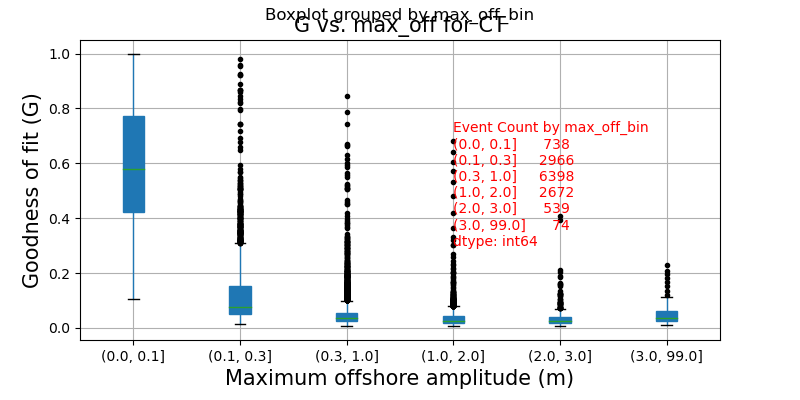 Boxplot grouped by max_off_bin
G vs. max_off for CT
Goodness of fit (G)
1.0
0.8
0.6
0.4
0.2
0.0
Event Count by max_off_bin
(0.0, 0.1] 738
(0.1, 0.3] 2966
(0.3, 1.0] 6398
(1.0, 2.0] 2672
(2.0, 3.0] 539
(3.0, 99.0] 74
dtype: int64
(0.0, 0.1] (0.1, 0.3] (0.3, 1.0] (1.0, 2.0] (2.0, 3.0] (3.0, 99.0]
Maximum offshore amplitude (m)